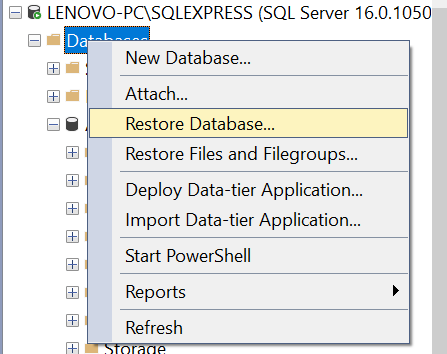 LENOVO-PC\SQLEXPRESS (SQL Server 16.0.1050
Databases
New Database...
Attach...
Restore Database...
Restore Files and Filegroups...
Deploy Data-tier Application...
Import Data-tier Application...
Start PowerShell
Reports
Refresh
Storage